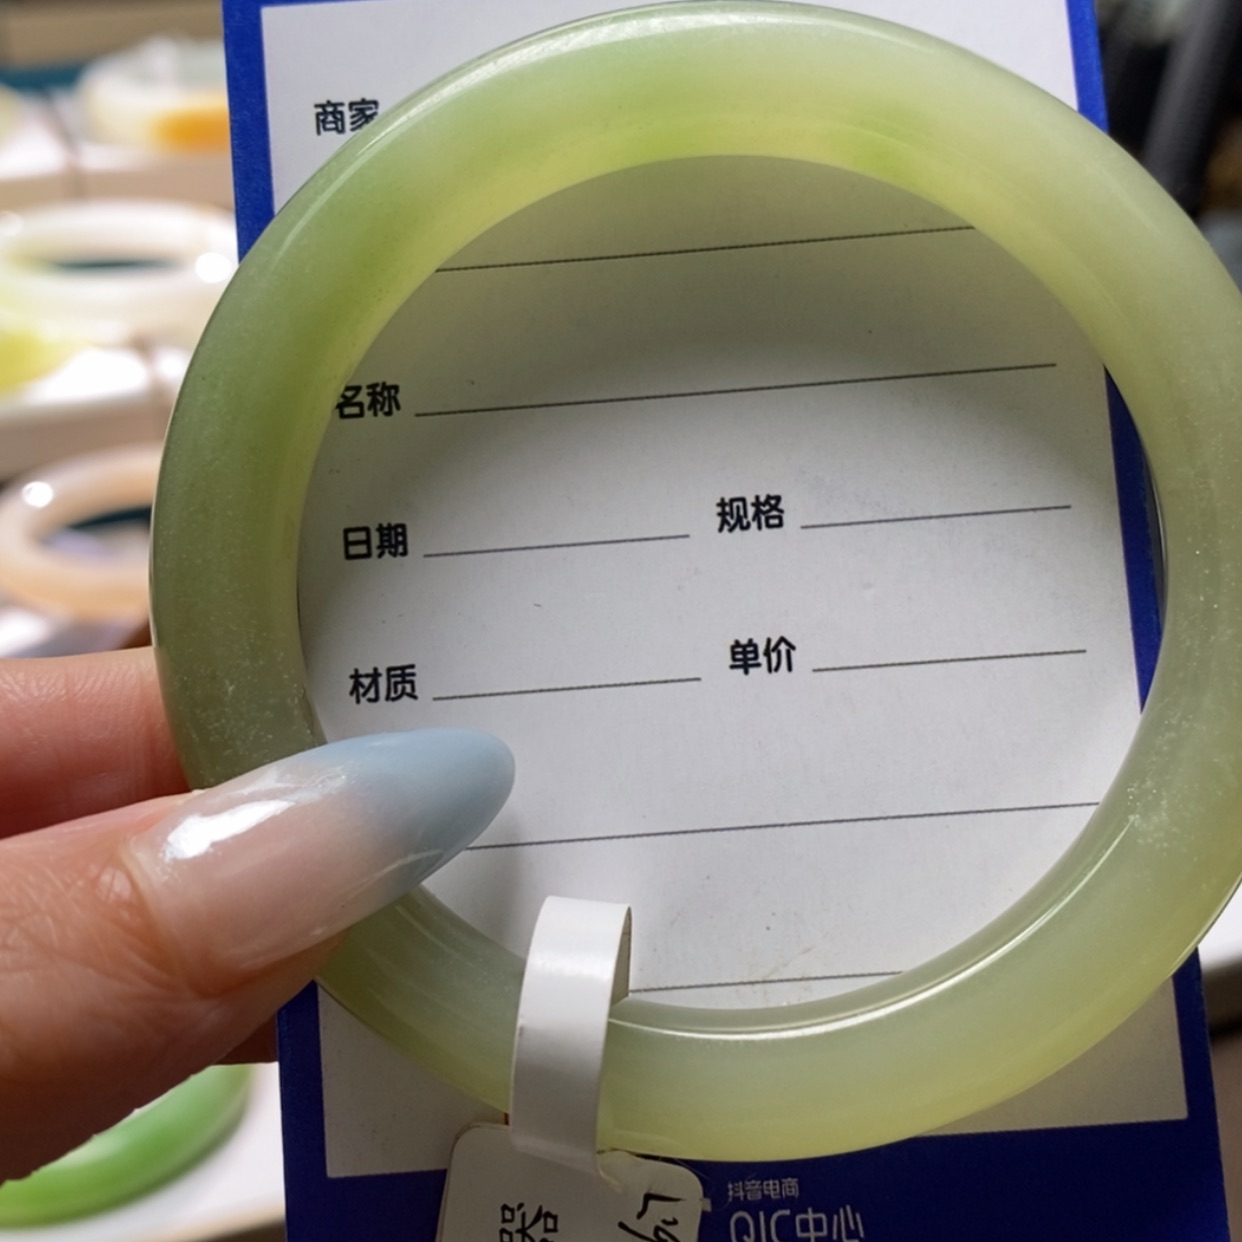 商家
名称
日期 规格
材质 单价
器
抖音电商
QIC中心